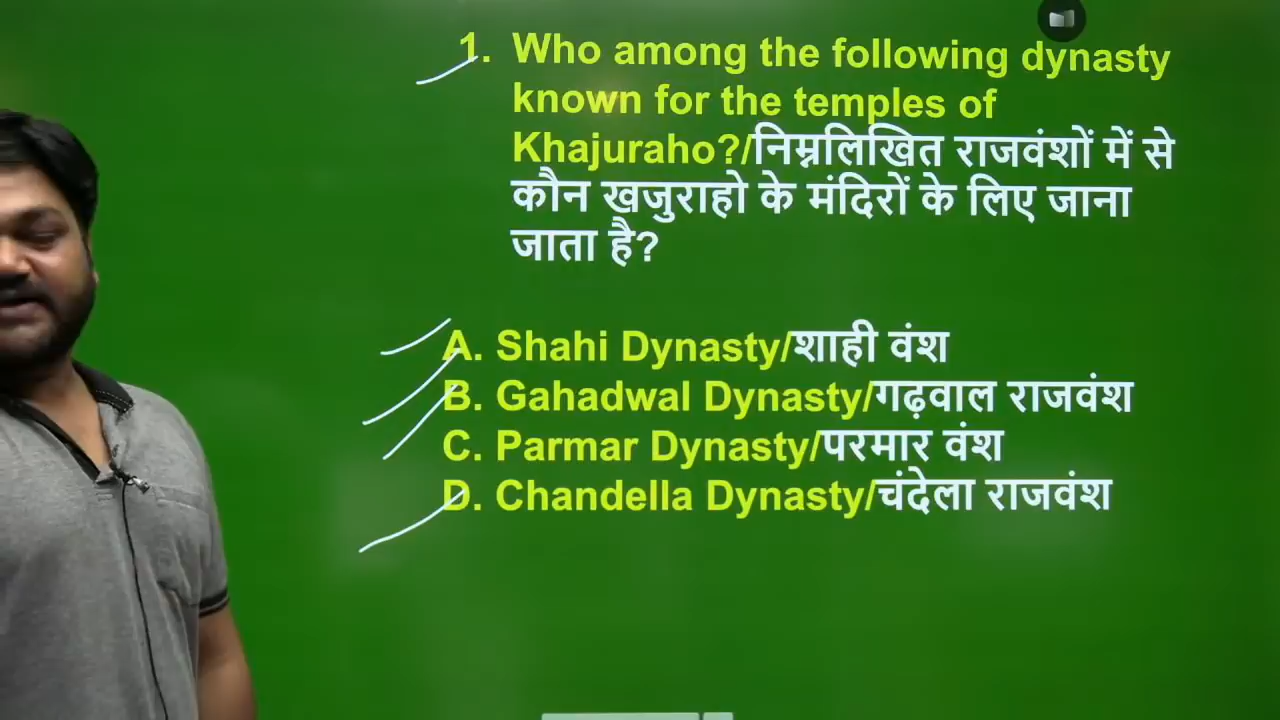 1. Who among the following dynasty
known for the temples of
Khajuraho?/निम्नलिखित राजवंशों में से
कौन खजुराहो के मंदिरों के लिए जाना
जाता है?
A. Shahi Dynasty/शाही वंश
B. Gahadwal Dynasty/गढ़वाल राजवंश
C. Parmar Dynasty/परमार वंश
D. Chandella Dynasty/चंदेला राजवंश